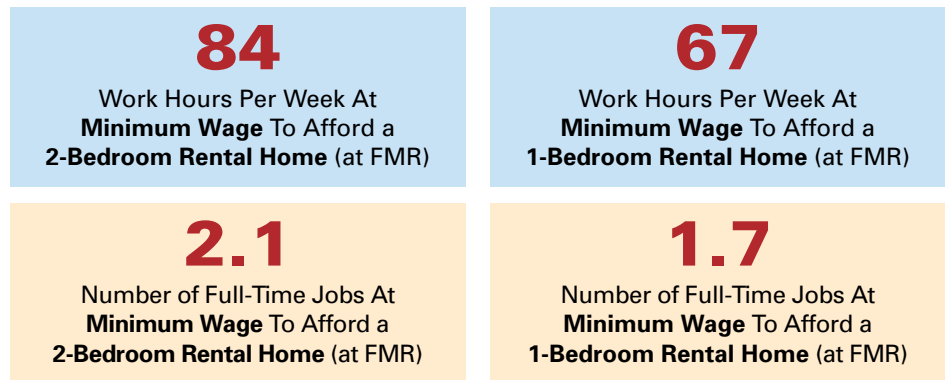 84
Work Hours Per Week At
Minimum Wage To Afford a
2-Bedroom Rental Home (at FMR)
67
Work Hours Per Week At
Minimum Wage To Afford a
1-Bedroom Rental Home (at FMR)
2.1
Number of Full-Time Jobs At
Minimum Wage To Afford a
2-Bedroom Rental Home (at FMR)
1.7
Number of Full-Time Jobs At
Minimum Wage To Afford a
1-Bedroom Rental Home (at FMR)